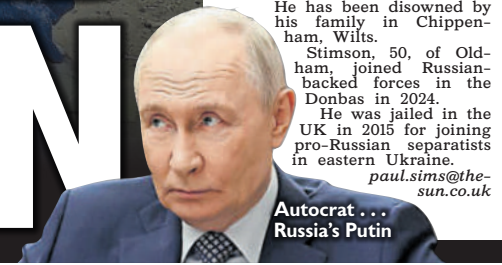 N
He has been disowned by
his family in Chippen-
ham, Wilts.
Stimson, 50, of Old-
ham, joined Russian-
backed forces in the
Donbas in 2024.
He was jailed in the
UK in 2015 for joining
pro-Russian separatists
in eastern Ukraine.
paul.sims@the-
sun.co.uk
Autocrat . . .
Russia's Putin